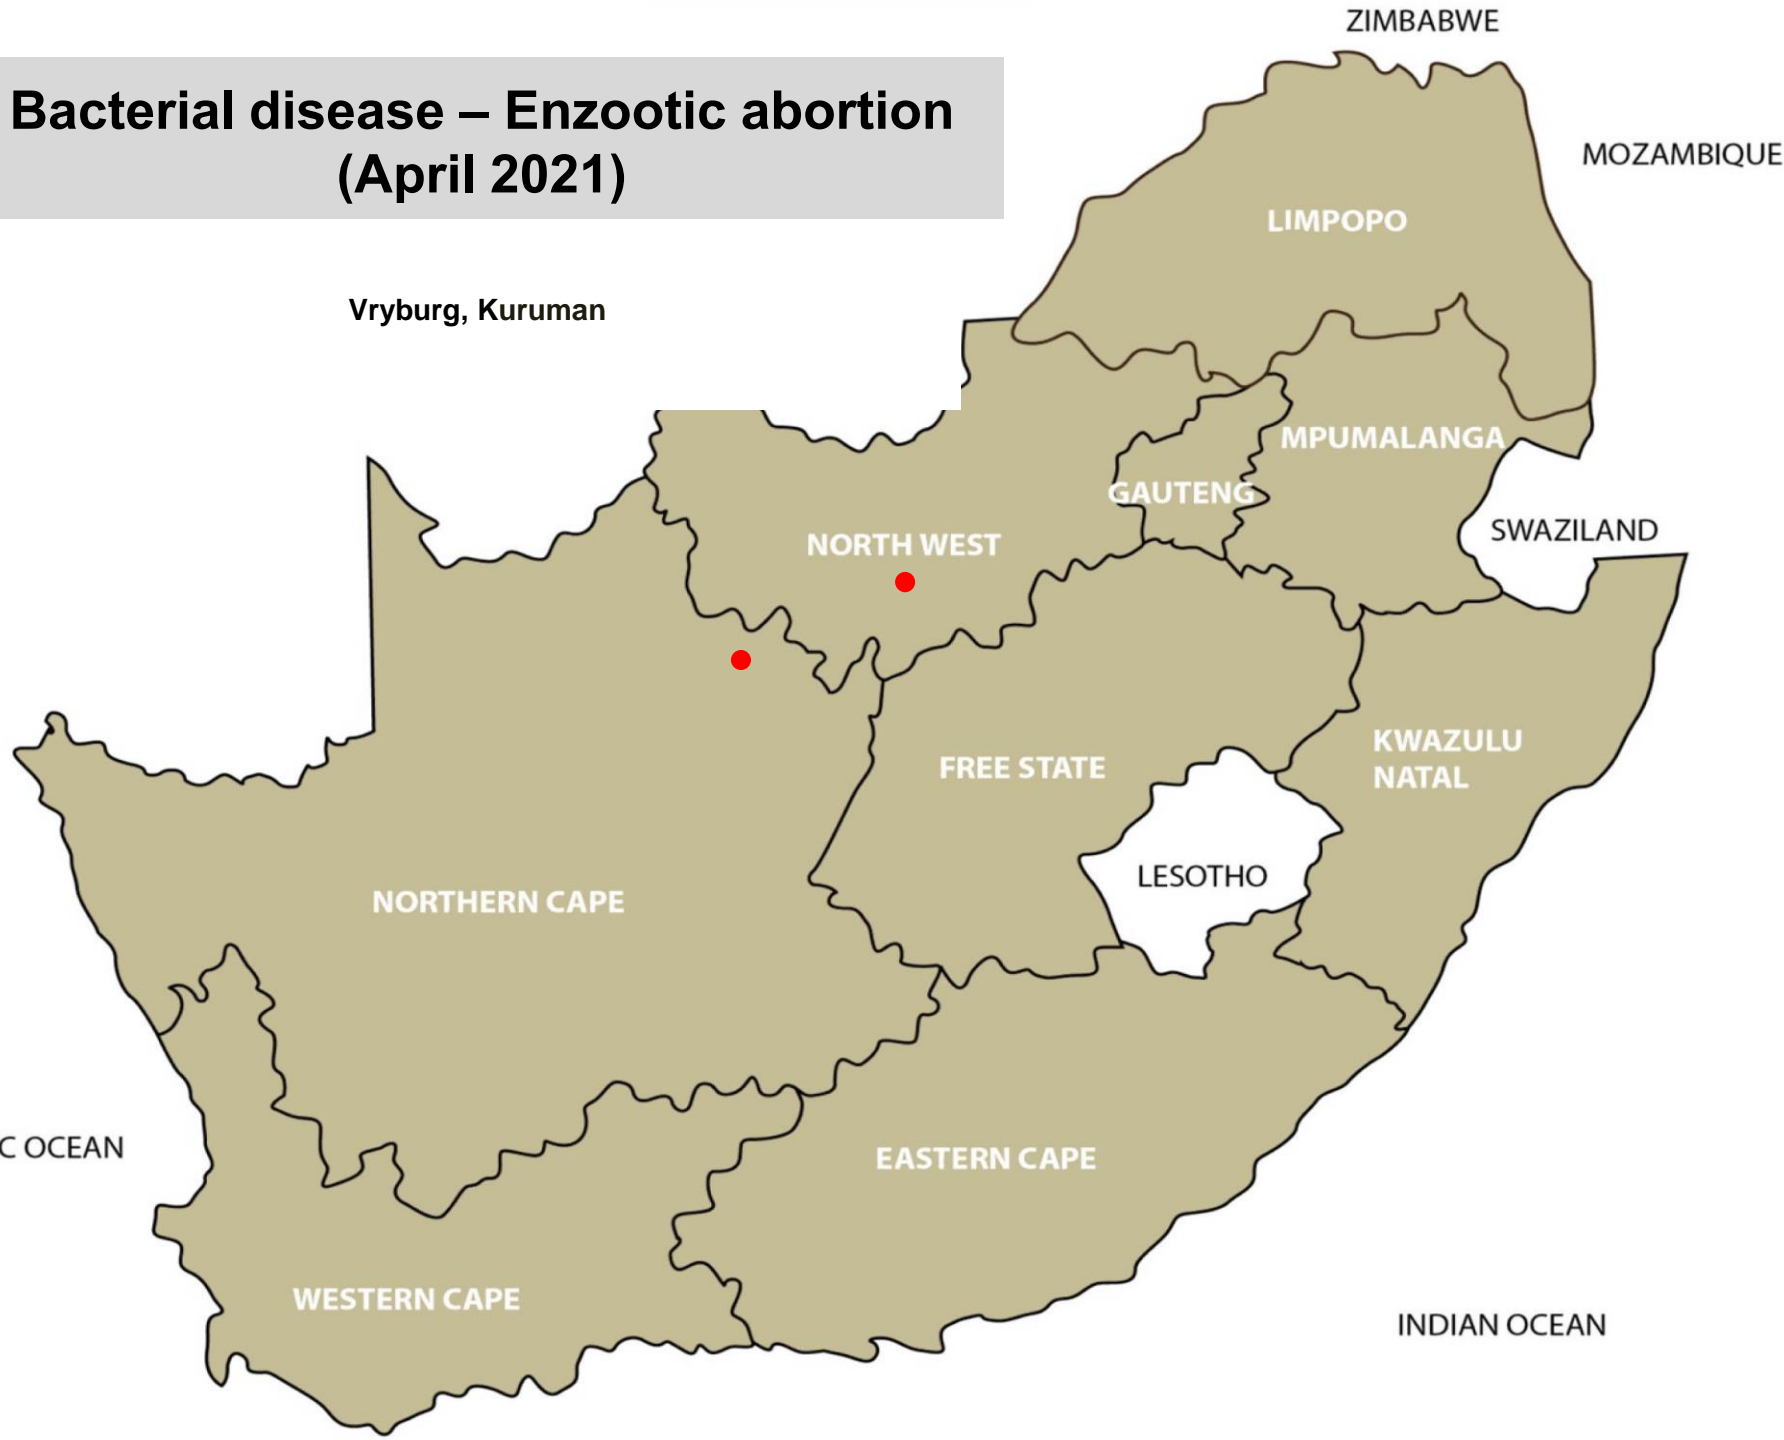 ZIMBABWE
Bacterial disease – Enzootic abortion
(April 2021)
MOZAMBIQUE
LIMPOPO
Vryburg, Kuruman
MPUMALANGA
GAUTENG
SWAZILAND
NORTH WEST
KWAZULU
NATAL
FREE STATE
LESOTHO
NORTHERN CAPE
C OCEAN
EASTERN CAPE
WESTERN CAPE
INDIAN OCEAN